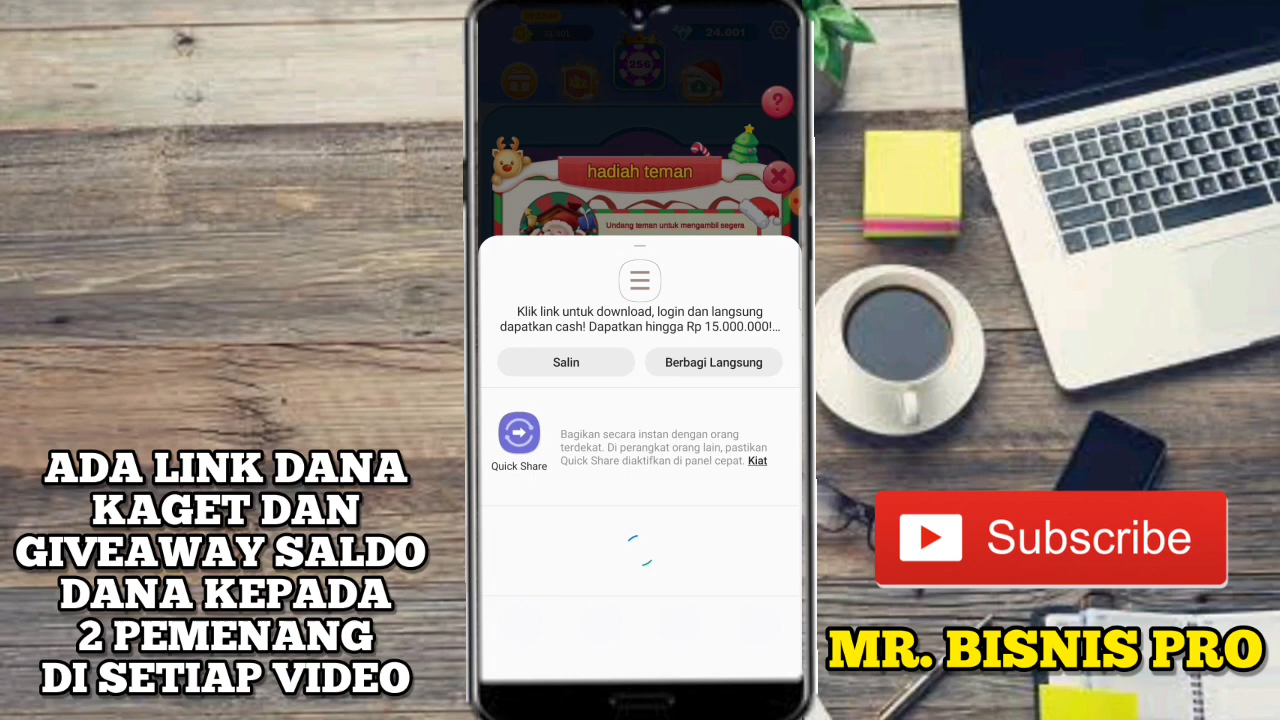 24.001
256
hadiah teman
Undang teman untuk mengambil segera
Klik link untuk download, login dan langsung
dapatkan cash! Dapatkan hingga Rp 15.000.000!...
Salin
Berbagi Langsung
Quick Share
Bagikan secara instan dengan orang
terdekat. Di perangkat orang lain, pastikan
Quick Share diaktifkan di panel cepat. Kiat
ADA LINK DANA
KAGET DAN
GIVEAWAY SALDO
DANA KEPADA
2 PEMENANG
DI SETIAP VIDEO
Subscribe
MR. BISNIS PRO